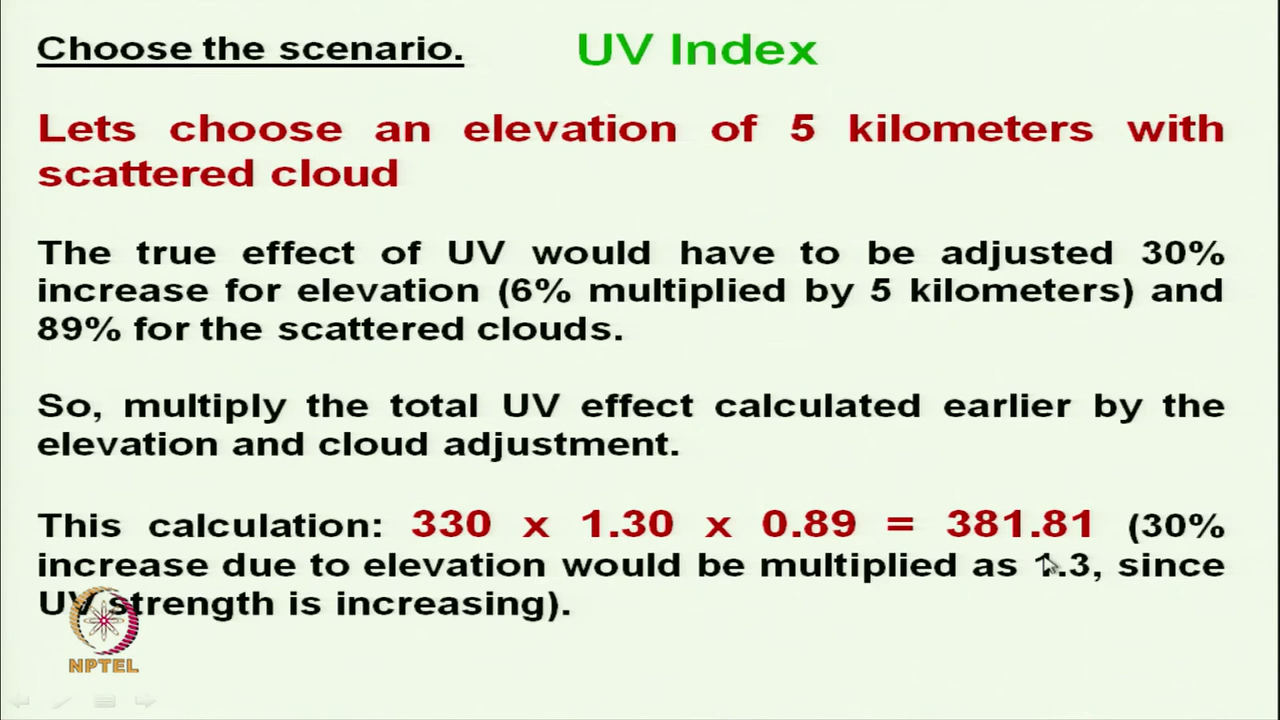 Choose the scenario. UV Index
Lets choose an elevation of 5 kilometers with
scattered cloud
The true effect of UV would have to be adjusted 30%
increase for elevation (6% multiplied by 5 kilometers) and
89% for the scattered clouds.
So, multiply the total UV effect calculated earlier by the
elevation and cloud adjustment.
This calculation: 330 x 1.30 x 0.89 = 381.81 (30%
increase due to elevation would be multiplied as 1.3, since
UV strength is increasing).
NPTEL